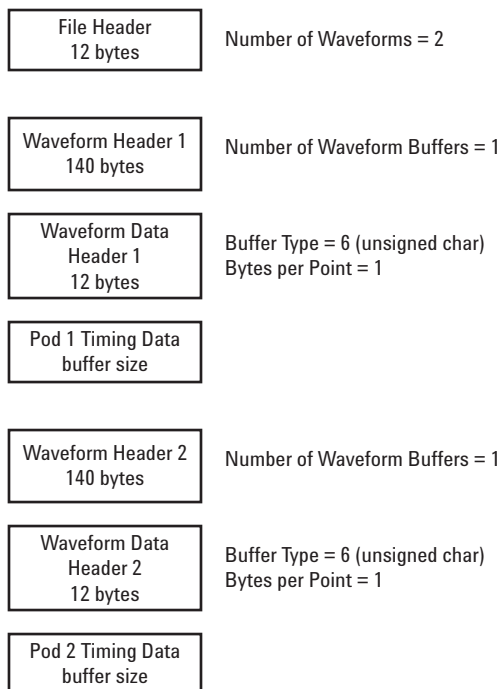 File Header
12 bytes
Number of Waveforms = 2
Waveform Header 1
140 bytes
Number of Waveform Buffers = 1
Waveform Data
Header 1
12 bytes
Buffer Type = 6 (unsigned char)
Bytes per Point = 1
Pod 1 Timing Data
buffer size
Waveform Header 2
140 bytes
Number of Waveform Buffers = 1
Waveform Data
Header 2
12 bytes
Buffer Type = 6 (unsigned char)
Bytes per Point = 1
Pod 2 Timing Data
buffer size